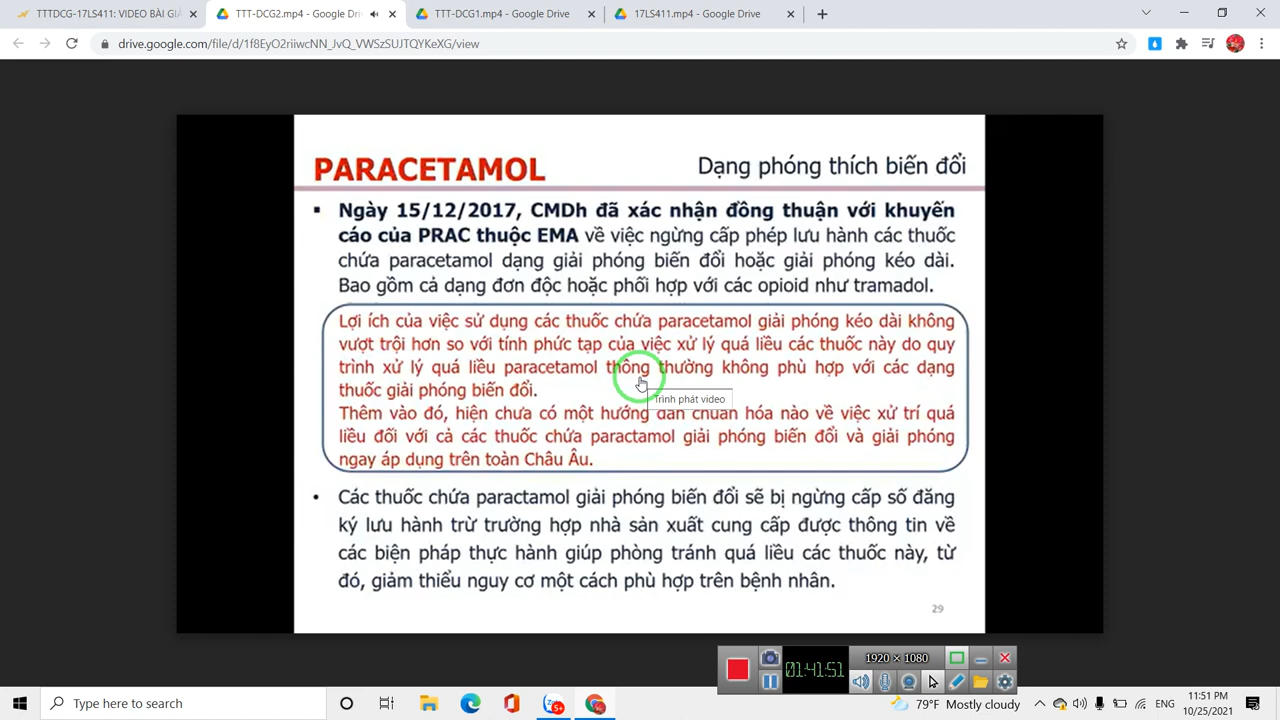 TTTDCG-17LS411: VIDEO BÀI GIẢ
TTT-DCG2.mp4 - Google Dri
TTT-DCG1.mp4 - Google Drive
17LS411.mp4 - Google Drive
drive.google.com/file/d/1f8EyO2riiwcNN_JvQ_VWSzSUJTQYKeXG/view
PARACETAMOL
Dạng phóng thích biến đổi
▪ Ngày 15/12/2017, CMDh đã xác nhận đồng thuận với khuyến
cáo của PRAC thuộc EMA về việc ngừng cấp phép lưu hành các thuốc
chứa paracetamol dạng giải phóng biến đổi hoặc giải phóng kéo dài.
Bao gồm cả dạng đơn độc hoặc phối hợp với các opioid như tramadol.
Lợi ích của việc sử dụng các thuốc chứa paracetamol giải phóng kéo dài không
vượt trội hơn so với tính phức tạp của việc xử lý quá liều các thuốc này do quy
trình xử lý quá liều paracetamol thông thường không phù hợp với các dạng
thuốc giải phóng biến đổi.
Trình phát video
Thêm vào đó, hiện chưa có một hướng dẫn chuẩn hóa nào về việc xử trí quá
liều đối với cả các thuốc chứa paractamol giải phóng biến đổi và giải phóng
ngay áp dụng trên toàn Châu Âu.
• Các thuốc chứa paractamol giải phóng biến đổi sẽ bị ngừng cấp số đăng
ký lưu hành trừ trường hợp nhà sản xuất cung cấp được thông tin về
các biện pháp thực hành giúp phòng tránh quá liều các thuốc này, từ
đó, giảm thiểu nguy cơ một cách phù hợp trên bệnh nhân.
29
01:41:51
1920 × 1080
Type here to search
5+
79°F Mostly cloudy
ENG
11:51 PM
10/25/2021